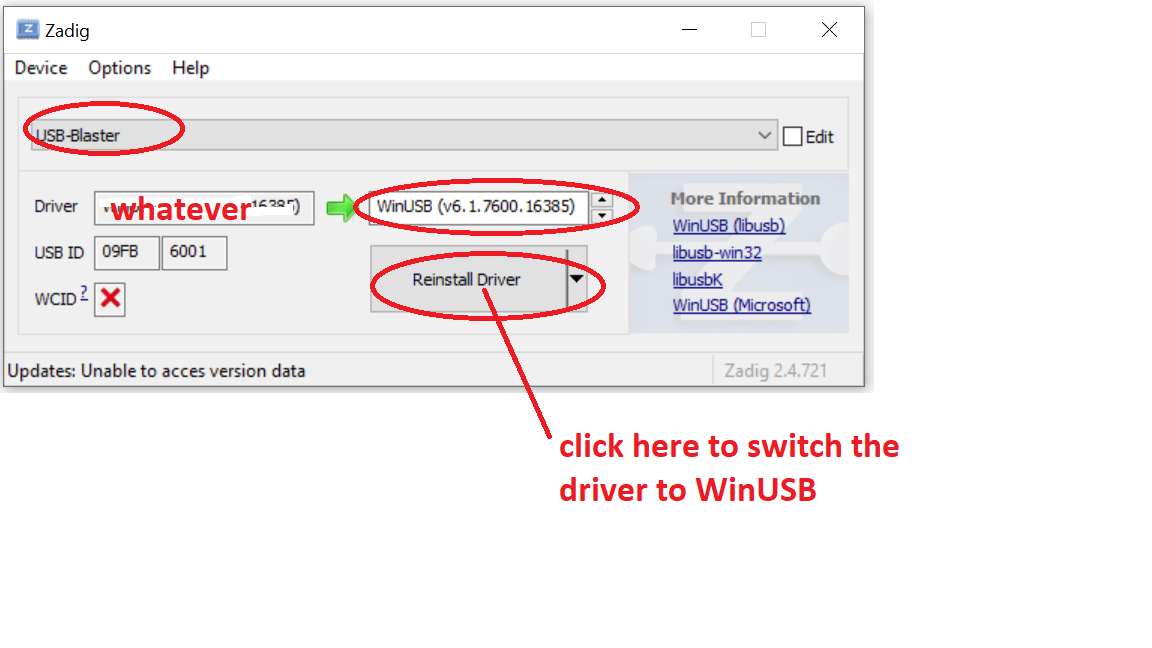 Zadig
Device Options Help
USB-Blaster
Edit
Driver whatever 16385) WinUSB (v6.1.7600.16385)
USB ID 09FB 6001
WCID ?
Reinstall Driver
More Information
WinUSB (libusb)
libusb-win32
libusbK
WinUSB (Microsoft)
Updates: Unable to acces version data
Zadig 2.4.721
click here to switch the
driver to WinUSB